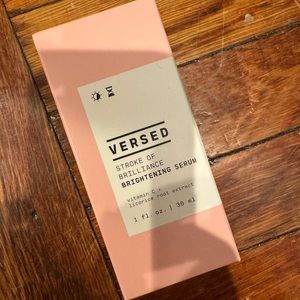 VERSED
STROKE OF
BRILLIANCE
BRIGHTENING SERUM
vitamin C +
licorice root extract
1 fl. oz. | 30 ml